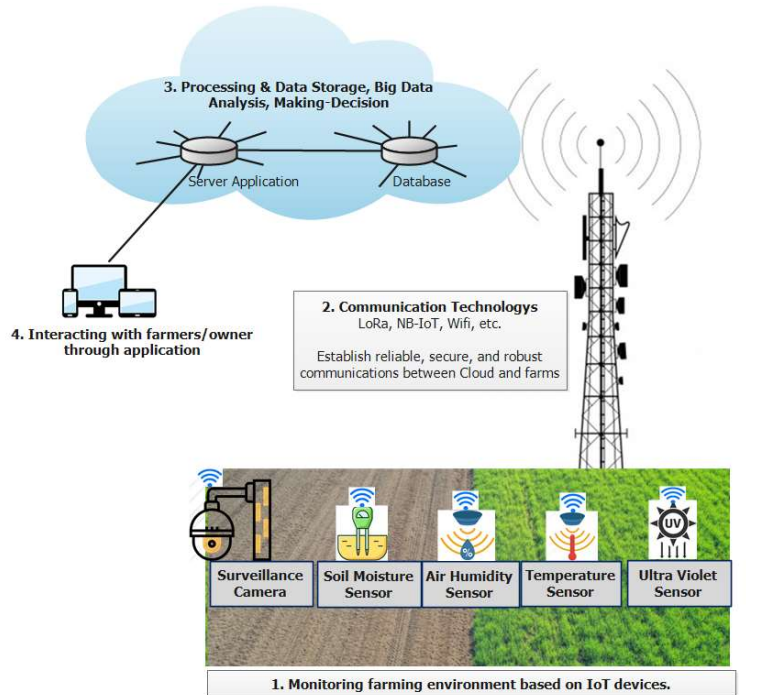 3. Processing & Data Storage, Big Data
Analysis, Making-Decision
Server Application
Database
4. Interacting with farmers/owner
through application
2. Communication Technologys
LoRa, NB-IoT, Wifi, etc.
Establish reliable, secure, and robust
communications between Cloud and farms
%
UV
Surveillance
Camera
Soil Moisture
Sensor
Air Humidity
Sensor
Temperature
Sensor
Ultra Violet
Sensor
1. Monitoring farming environment based on IoT devices.